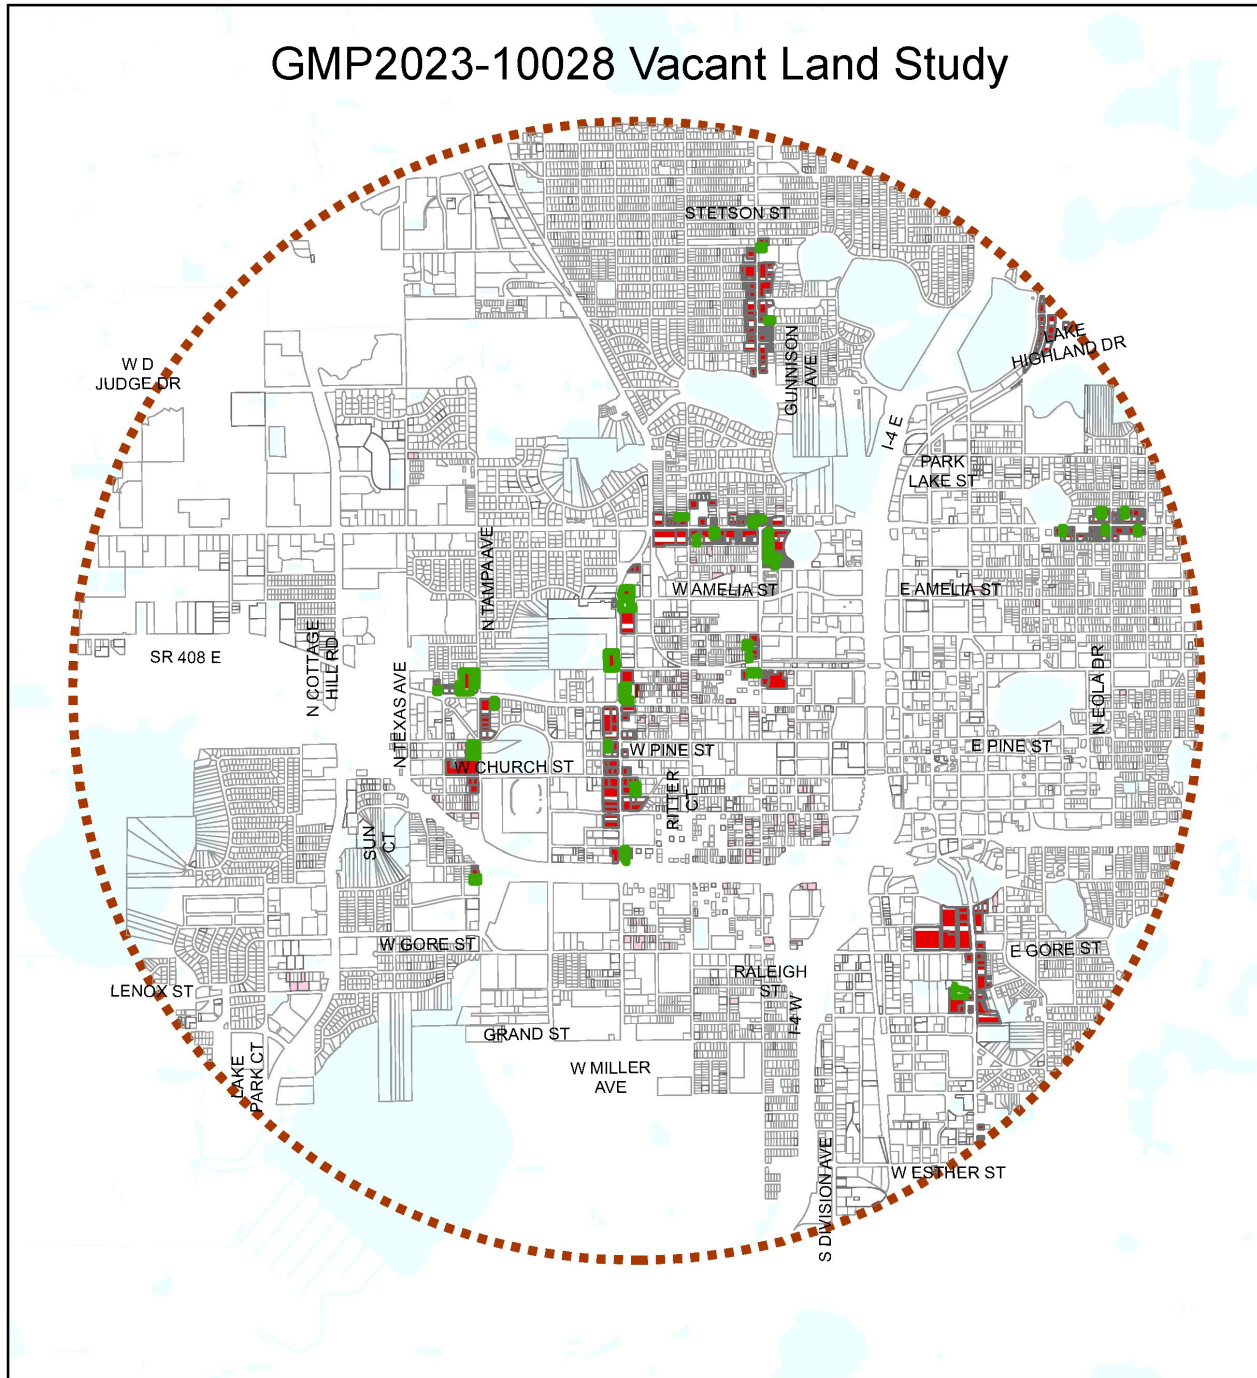 GMP2023-10028 Vacant Land Study
STETSON ST
LAKE
HIGHLAND DR
W D
JUDGE DR
GUNNISON
AVE
I-4 E
PARK
LAKE ST
N TAMPA AVE
W AMELIA ST
E AMELIA ST
N COTTAGE
HILL RD
SR 408 E
N EOLA DR
N TEXAS AVE
W PINE ST
E PINE ST
W CHURCH ST
RITTER
CT
SUN
CT
W GORE ST
E GORE ST
RALEIGH
ST
LENOX ST
I-4 W
GRAND ST
LAKE
PARK CT
W MILLER
AVE
S DIVISION AVE
W ESTHER ST